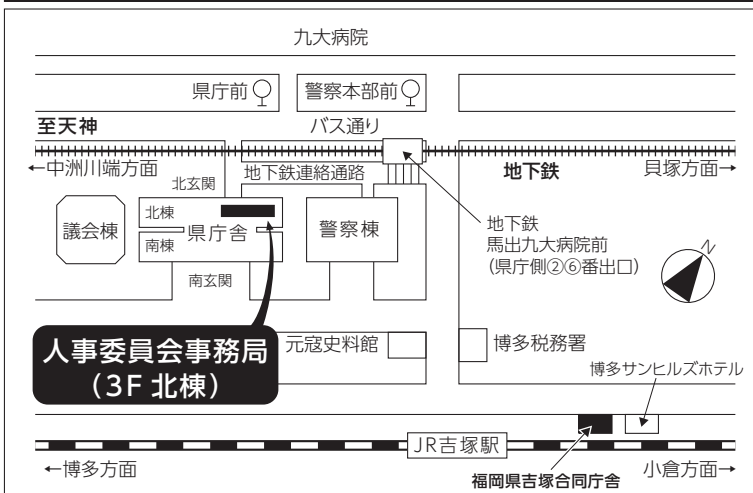 九大病院
県庁前
警察本部前
至天神
バス通り
←中洲川端方面
地下鉄
貝塚方面→
北玄関
地下鉄連絡通路
議会棟
北棟
県庁舎
南棟
警察棟
地下鉄
馬出九大病院前
(県庁側②⑥番出口)
N
南玄関
人事委員会事務局
(3F 北棟)
元寇史料館
博多税務署
博多サンヒルズホテル
JR吉塚駅
←博多方面
福岡県吉塚合同庁舎
小倉方面→